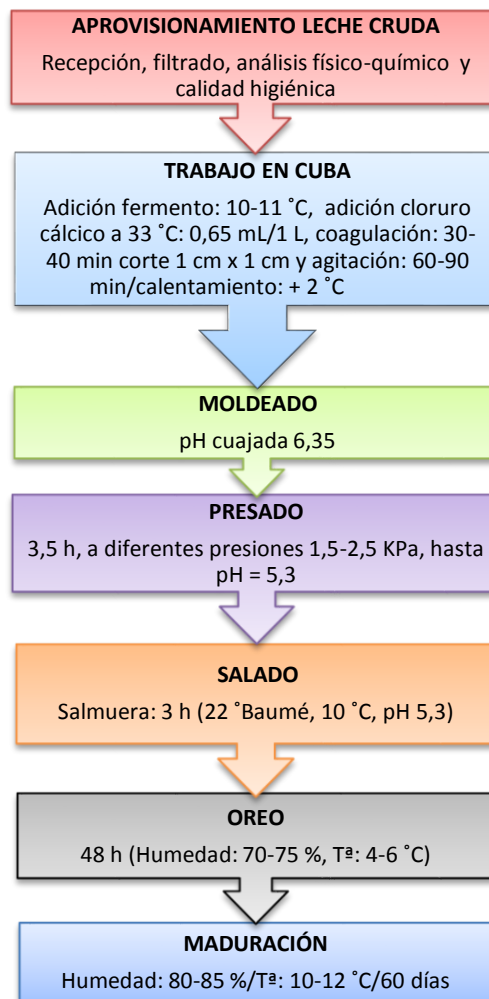 APROVISIONAMIENTO LECHE CRUDA
Recepción, filtrado, análisis físico-químico y
calidad higiénica
TRABAJO EN CUBA
Adición fermento: 10-11 ˚C, adición cloruro
cálcico a 33 ˚C: 0,65 mL/1 L, coagulación: 30-
40 min corte 1 cm x 1 cm y agitación: 60-90
min/calentamiento: + 2 ˚C
MOLDEADO
pH cuajada 6,35
PRESADO
3,5 h, a diferentes presiones 1,5-2,5 KPa, hasta
pH = 5,3
SALADO
Salmuera: 3 h (22 ˚Baumé, 10 ˚C, pH 5,3)
OREO
48 h (Humedad: 70-75 %, Tª: 4-6 ˚C)
MADURACIÓN
Humedad: 80-85 %/Tª: 10-12 ˚C/60 días